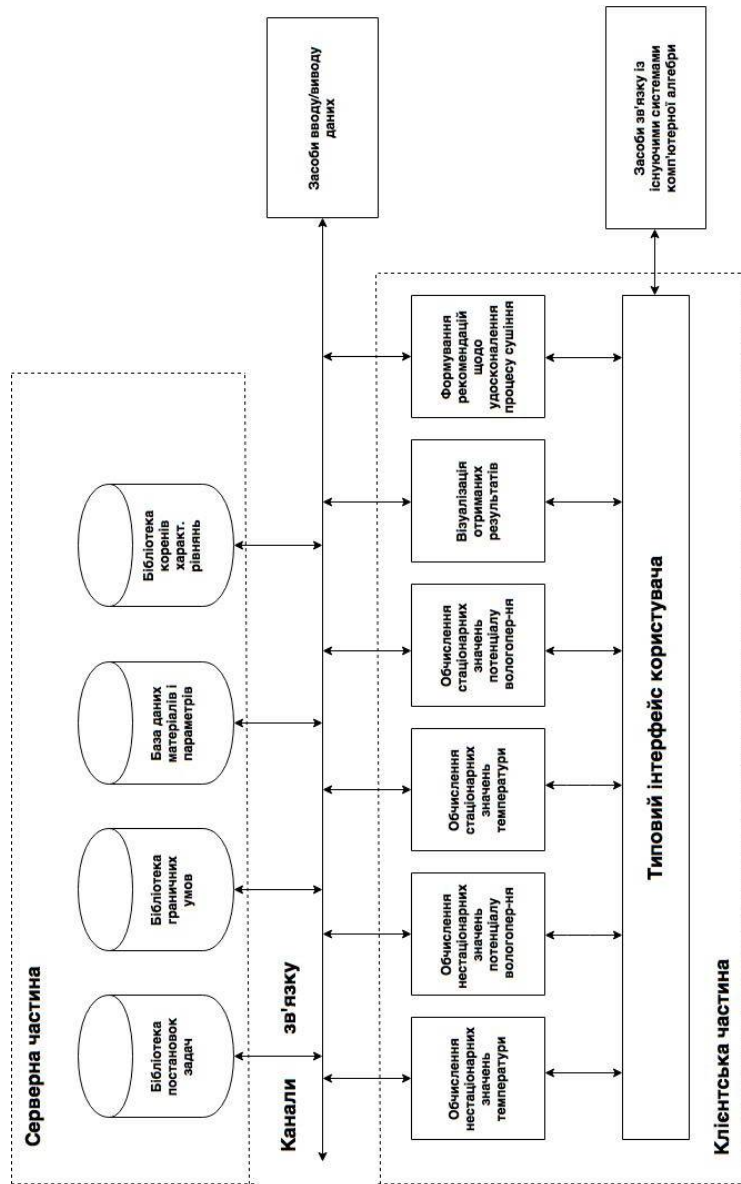 Серверна частина
Бібліотека
постановок
задач
Бібліотека
граничних
умов
База даних
матеріалів і
параметрів
Бібліотека
коренів
характ.
рівнянь
Канали зв'язку
Засоби вводу/виводу
даних
Обчислення
нестаціонарних
значень
температури
Обчислення
нестаціонарних
значень
потенціалу
вологопер-ня
Обчислення
стаціонарних
значень
температури
Обчислення
стаціонарних
значень
потенціалу
вологопер-ня
Візуалізація
отриманих
результатів
Формування
рекомендацій
щодо
удосконалення
процесу сушіння
Типовий інтерфейс користувача
Засоби зв'язку із
існуючими системами
комп'ютерної алгебри
Клієнтська частина